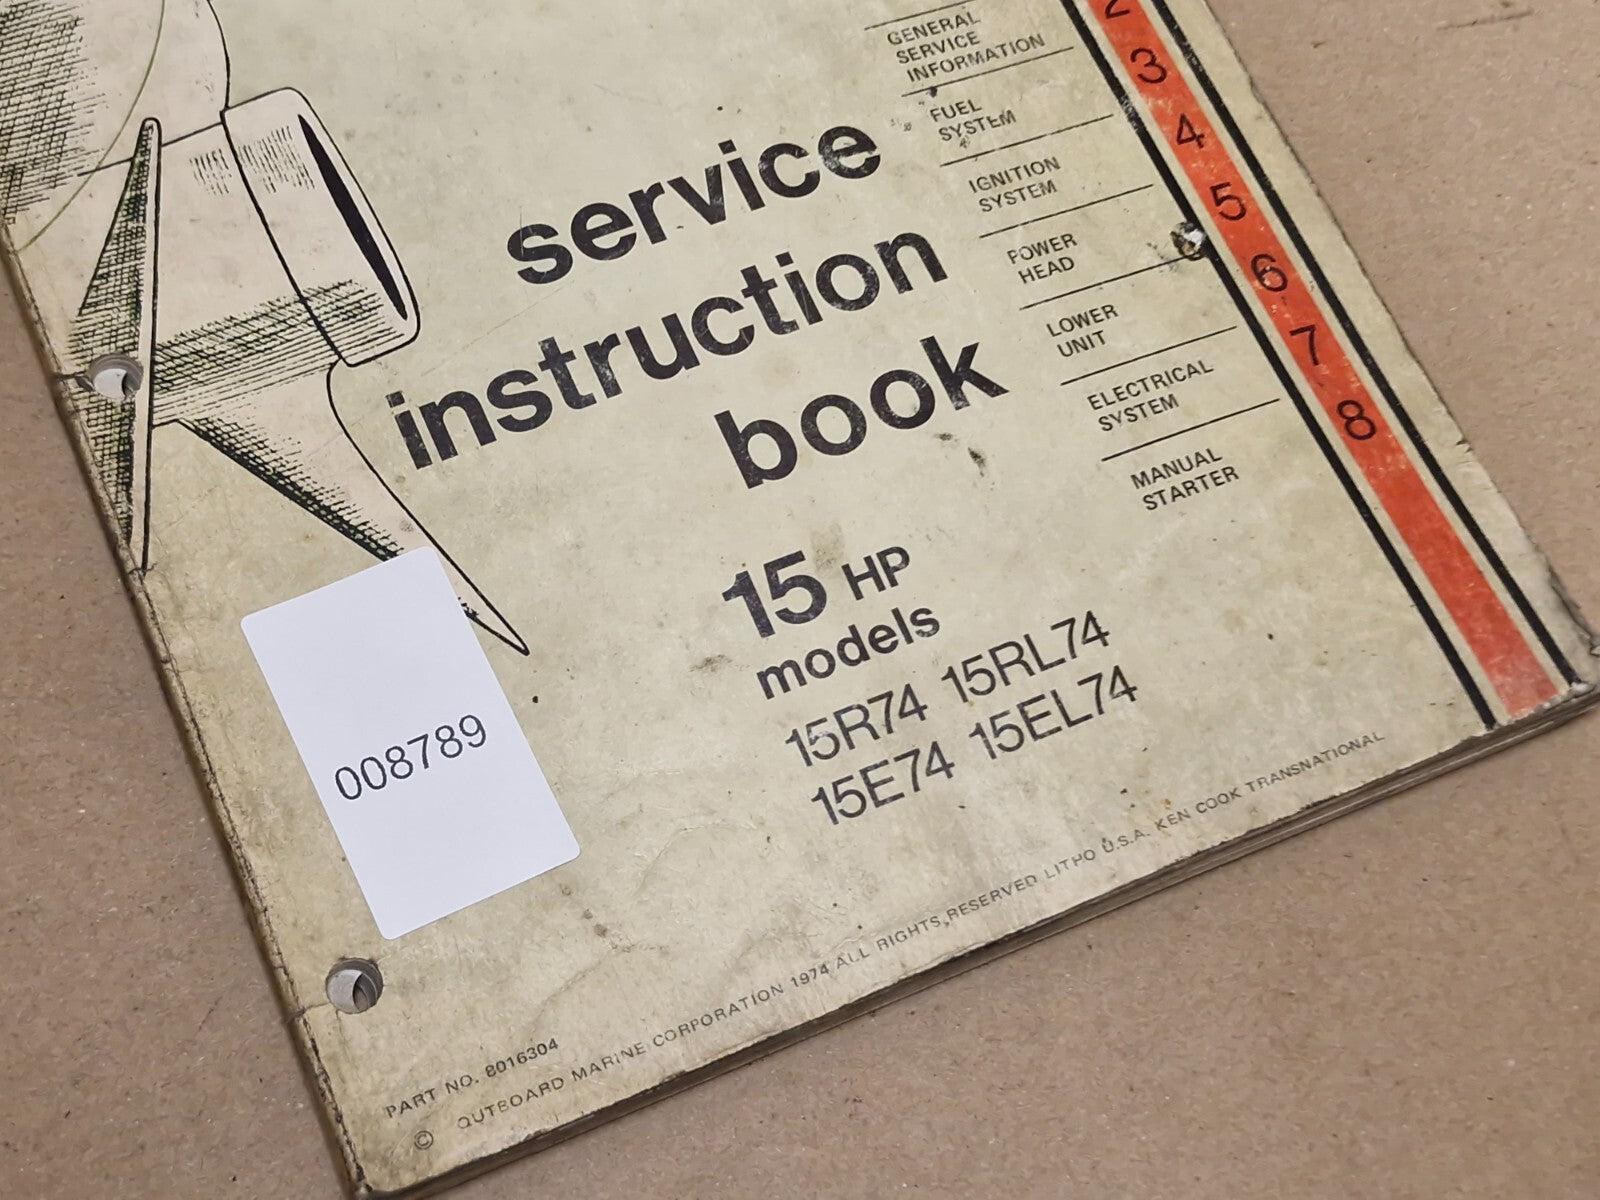 GENERAL
SERVICE
INFORMATION
2
FUEL
SYSTEM
3
IGNITION
SYSTEM
4
POWER
HEAD
5
LOWER
UNIT
6
ELECTRICAL
SYSTEM
7
MANUAL
STARTER
8
service
instruction
book
15 HP
models
15R74 15RL74
15E74 15EL74
008789
PART NO. 8016304
© OUTBOARD MARINE CORPORATION 1974 ALL RIGHTS RESERVED LITHO U.S.A. KEN COOK TRANSNATIONAL